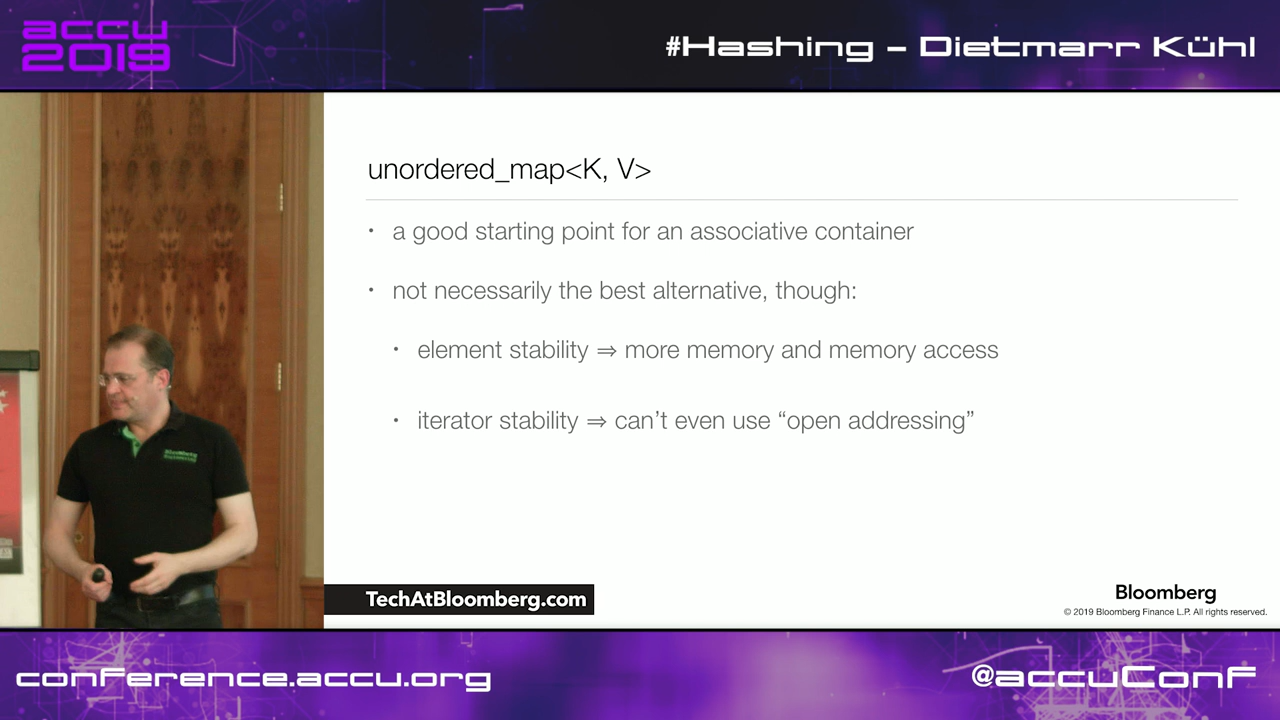 accu
2019
#Hashing – Dietmarr Kühl
unordered_map<K, V>
• a good starting point for an associative container
• not necessarily the best alternative, though:
• element stability ⇒ more memory and memory access
• iterator stability ⇒ can’t even use “open addressing”
TechAtBloomberg.com
Bloomberg
© 2019 Bloomberg Finance L.P. All rights reserved.
conference.accu.org
@accuConf